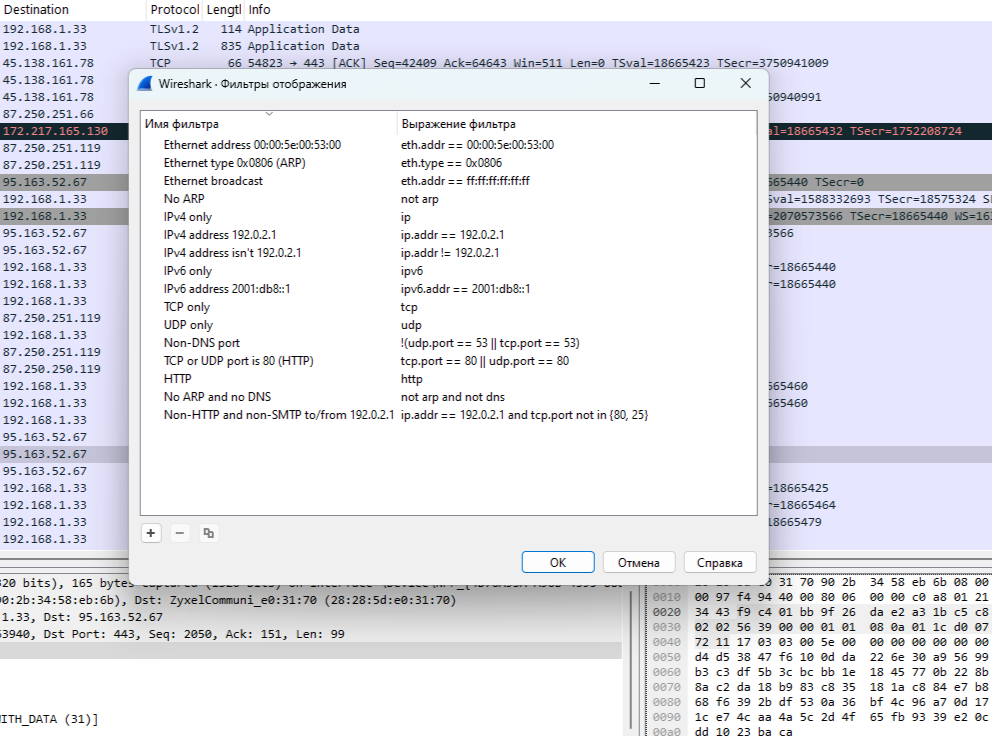 Destination Protocol Lengtl Info
192.168.1.33 TLSv1.2 114 Application Data
192.168.1.33 TLSv1.2 835 Application Data
45.138.161.78 TCP 66 54823 → 443 [ACK] Seq=42409 Ack=64643 Win=511 Len=0 TSval=18665423 TSecr=3750941009
45.138.161.78
45.138.161.78 50940991
87.250.251.66
172.217.165.130 al=18665432 TSecr=1752208724
87.250.251.119
87.250.251.119
95.163.52.67 665440 TSecr=0
192.168.1.33 Sval=1588332693 TSecr=18575324
192.168.1.33 =2070573566 TSecr=18665440 WS=16
95.163.52.67 3566
95.163.52.67
192.168.1.33 r=18665440
192.168.1.33 r=18665440
192.168.1.33
87.250.251.119
192.168.1.33
87.250.251.119
87.250.250.119
192.168.1.33 665460
192.168.1.33 665460
192.168.1.33
95.163.52.67
95.163.52.67
95.163.52.67
192.168.1.33 =18665425
192.168.1.33 =18665464
192.168.1.33 18665479
192.168.1.33
Wireshark · Фильтры отображения
Имя фильтра Выражение фильтра
Ethernet address 00:00:5e:00:53:00 eth.addr == 00:00:5e:00:53:00
Ethernet type 0x0806 (ARP) eth.type == 0x0806
Ethernet broadcast eth.addr == ff:ff:ff:ff:ff:ff
No ARP not arp
IPv4 only ip
IPv4 address 192.0.2.1 ip.addr == 192.0.2.1
IPv4 address isn't 192.0.2.1 ip.addr != 192.0.2.1
IPv6 only ipv6
IPv6 address 2001:db8::1 ipv6.addr == 2001:db8::1
TCP only tcp
UDP only udp
Non-DNS port !(udp.port == 53 || tcp.port == 53)
TCP or UDP port is 80 (HTTP) tcp.port == 80 || udp.port == 80
HTTP http
No ARP and no DNS not arp and not dns
Non-HTTP and non-SMTP to/from 192.0.2.1 ip.addr == 192.0.2.1 and tcp.port not in {80, 25}
OK Отмена Справка
320 bits), 165 bytes
90:2b:34:58:eb:6b), Dst: ZyxelCommuni_e0:31:70 (28:28:5d:e0:31:70)
1.33, Dst: 95.163.52.67
53940, Dst Port: 443, Seq: 2050, Ack: 151, Len: 99
WITH_DATA (31)]
31 70 90 2b 34 58 eb 6b 08 00
0010 00 97 f4 94 40 00 80 06 00 00 c0 a8 01 21
0020 34 43 f9 c4 01 bb 9f 26 da e2 a3 1b c5 c8
0030 02 02 56 39 00 00 01 01 08 0a 01 1c d0 07
0040 72 11 17 03 03 00 5e 00 00 00 00 00 00 00
0050 d4 d5 38 47 f6 10 0d da 22 6e 30 a9 56 99
0060 b3 c3 df 5b 3c bc bb 1e 18 45 77 0b 22 8b
0070 8a c2 da 18 b9 83 c8 35 18 1a c8 84 e7 b8
0080 68 f6 39 2b df 53 0a 36 bf 4c 96 a7 0d 17
0090 1c e7 4c aa 4a 5c 2d 4f 65 fb 93 39 e2 0c
00a0 dd 10 23 ba ca